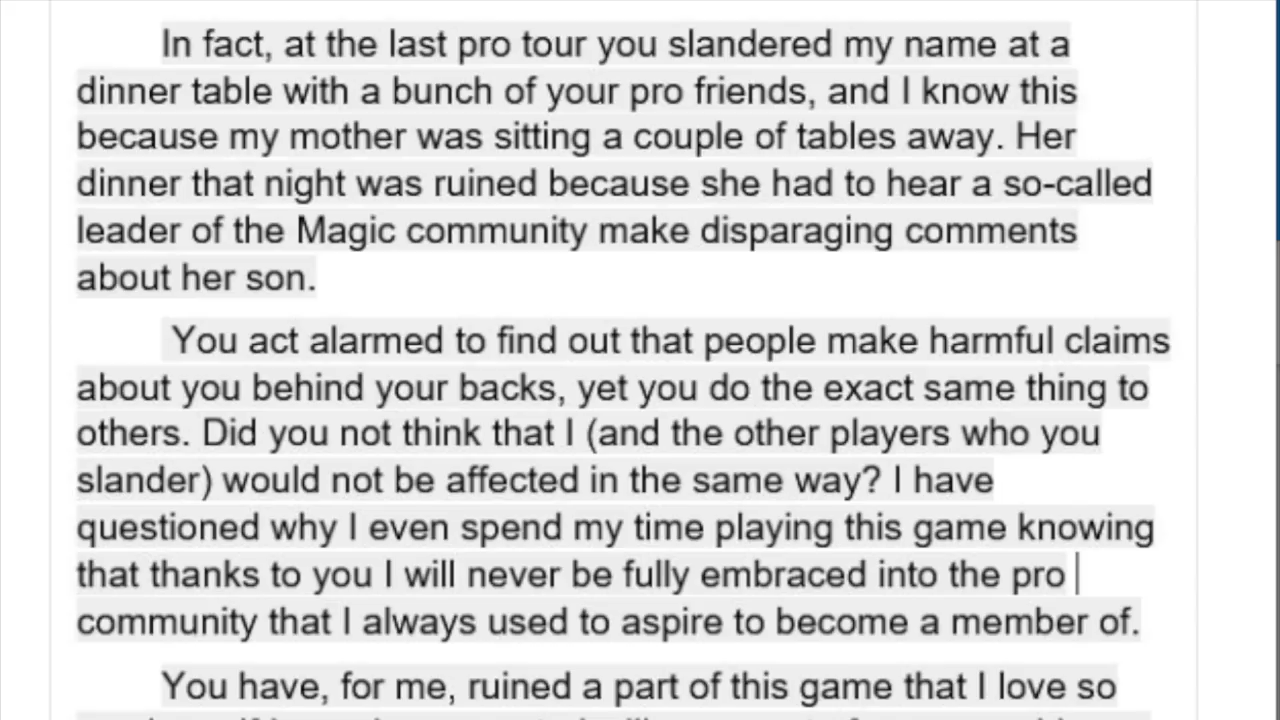 In fact, at the last pro tour you slandered my name at a
dinner table with a bunch of your pro friends, and I know this
because my mother was sitting a couple of tables away. Her
dinner that night was ruined because she had to hear a so-called
leader of the Magic community make disparaging comments
about her son.
You act alarmed to find out that people make harmful claims
about you behind your backs, yet you do the exact same thing to
others. Did you not think that I (and the other players who you
slander) would not be affected in the same way? I have
questioned why I even spend my time playing this game knowing
that thanks to you I will never be fully embraced into the pro
community that I always used to aspire to become a member of.
You have, for me, ruined a part of this game that I love so